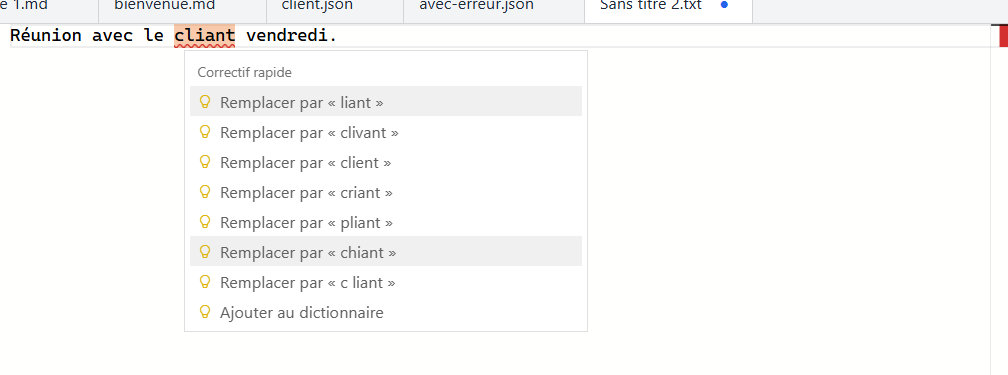 e 1.md bienvenue.md client.json avec-erreur.json Sans titre 2.txt
Réunion avec le cliant vendredi.
Correctif rapide
Remplacer par « liant »
Remplacer par « clivant »
Remplacer par « client »
Remplacer par « criant »
Remplacer par « pliant »
Remplacer par « chiant »
Remplacer par « c liant »
Ajouter au dictionnaire